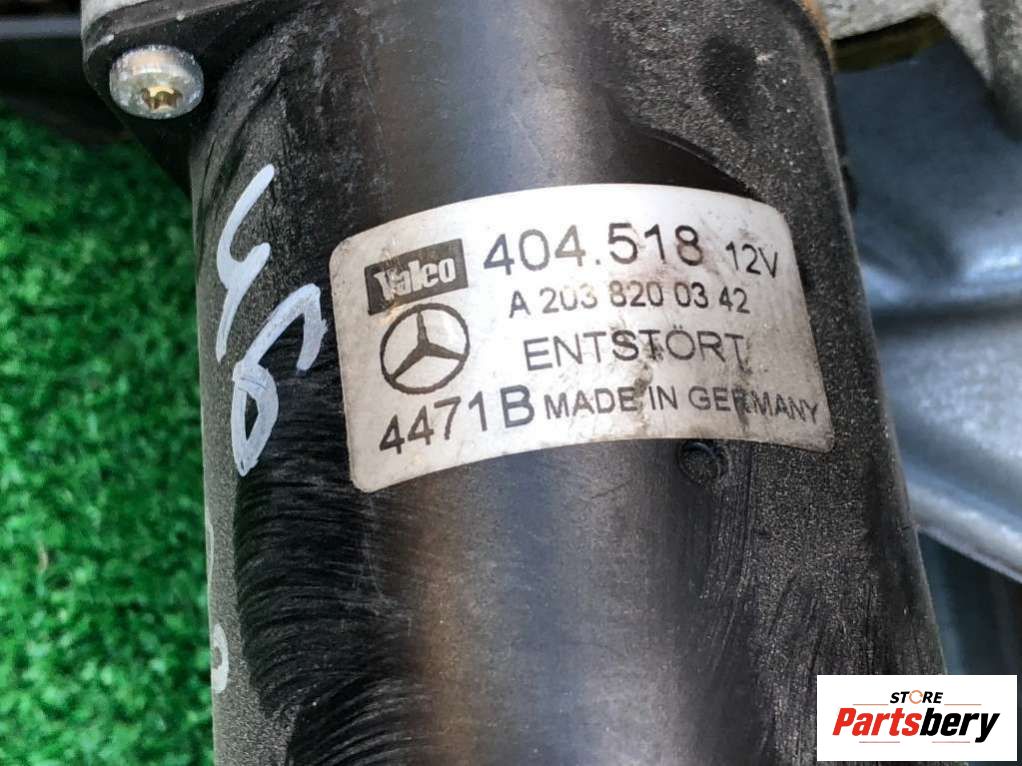 Valeo 404.518 12V
A 203 820 03 42
ENTSTÖRT
4471B MADE IN GERMANY
STORE
Partsbery